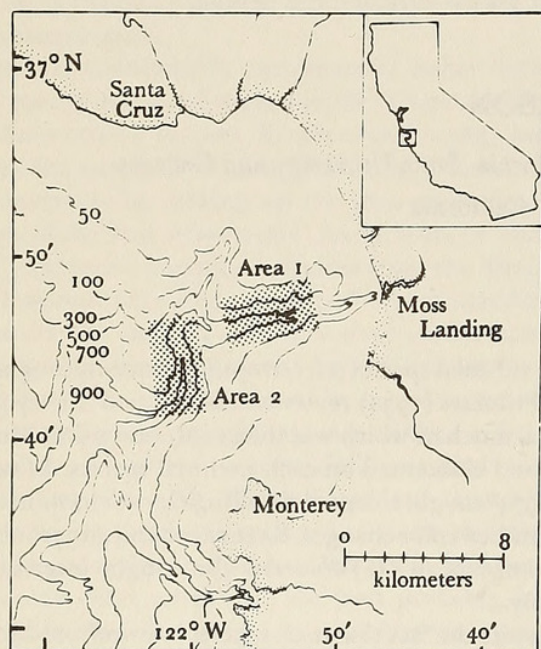 37° N
Santa
Cruz
50
50′
Area 1
100
300
500
700
900
Moss
Landing
Area 2
40′
Monterey
0 8
kilometers
122° W 50′ 40′